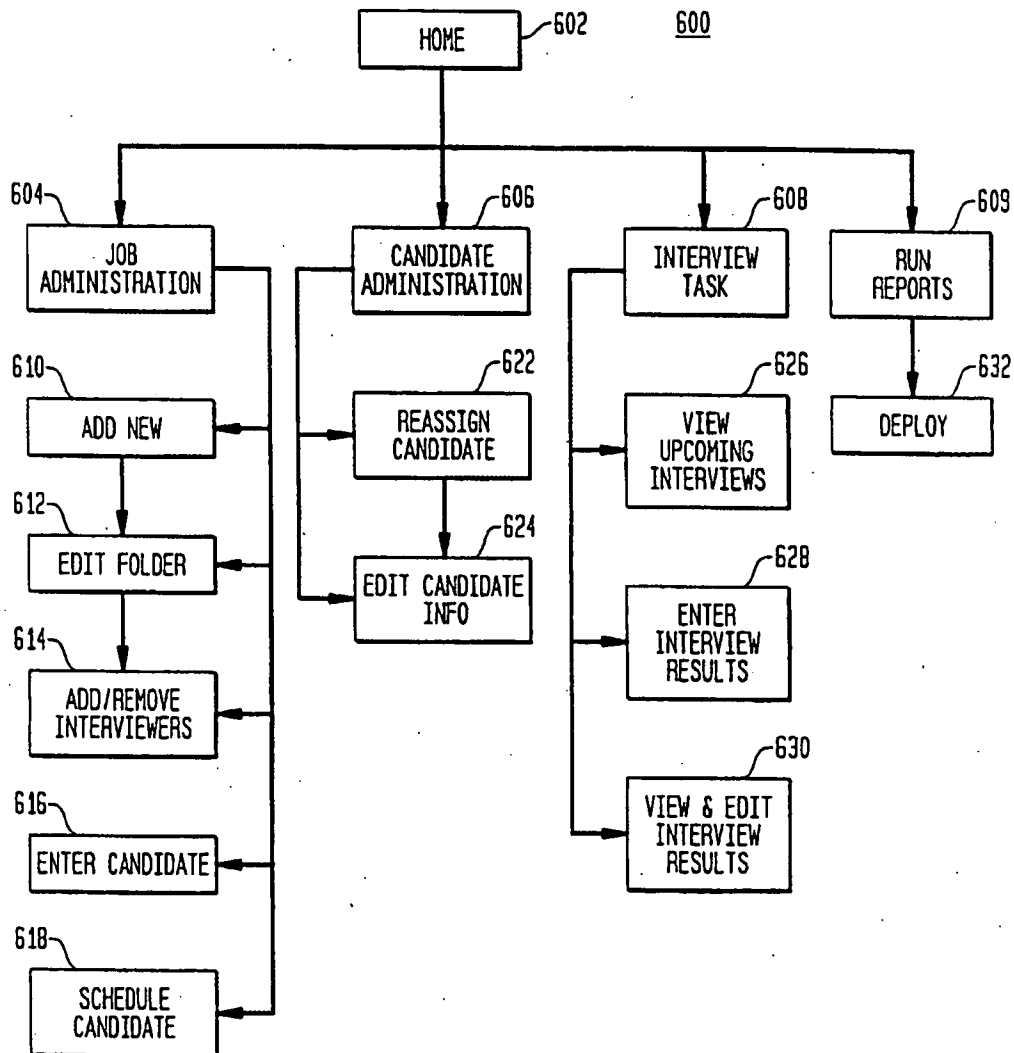 HOME
602
600
604
JOB
ADMINISTRATION
606
CANDIDATE
ADMINISTRATION
608
INTERVIEW
TASK
609
RUN
REPORTS
610
ADD NEW
622
REASSIGN
CANDIDATE
626
VIEW
UPCOMING
INTERVIEWS
632
DEPLOY
612
EDIT FOLDER
624
EDIT CANDIDATE
INFO
628
ENTER
INTERVIEW
RESULTS
614
ADD/REMOVE
INTERVIEWERS
630
VIEW & EDIT
INTERVIEW
RESULTS
616
ENTER CANDIDATE
618
SCHEDULE
CANDIDATE